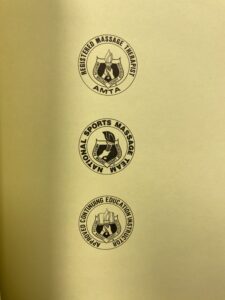 REGISTERED MASSAGE THERAPIST
AMTA
NATIONAL SPORTS MASSAGE TEAM
APPROVED CONTINUING EDUCATION INSTRUCTOR